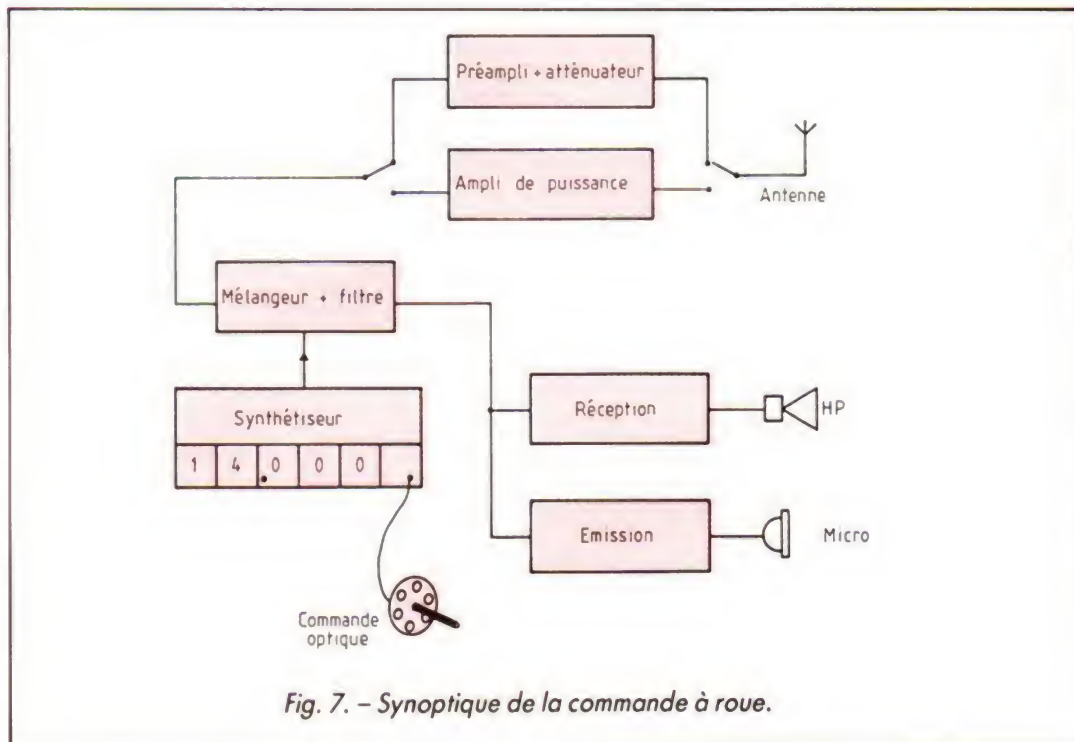 Préampli + atténuateur
Ampli de puissance
Antenne
Mélangeur + filtre
Synthétiseur
1 4 .0 0 0
Réception
HP
Emission
Micro
Commande
optique
Fig. 7. – Synoptique de la commande à roue.